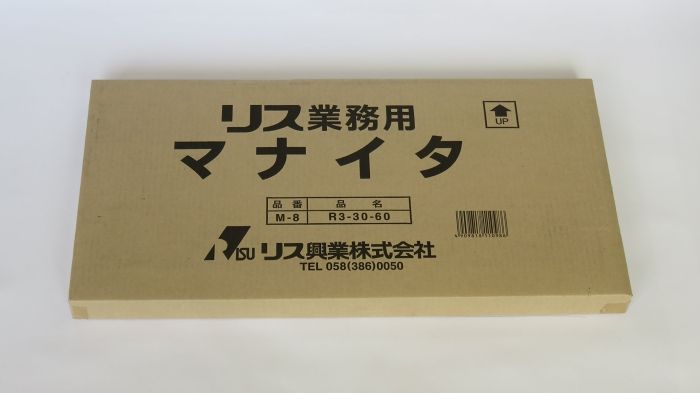 リス業務用
マナイタ
UP
品番 品名
M-8 R3-30-60
RISU リス興業株式会社
TEL 058(386)0050